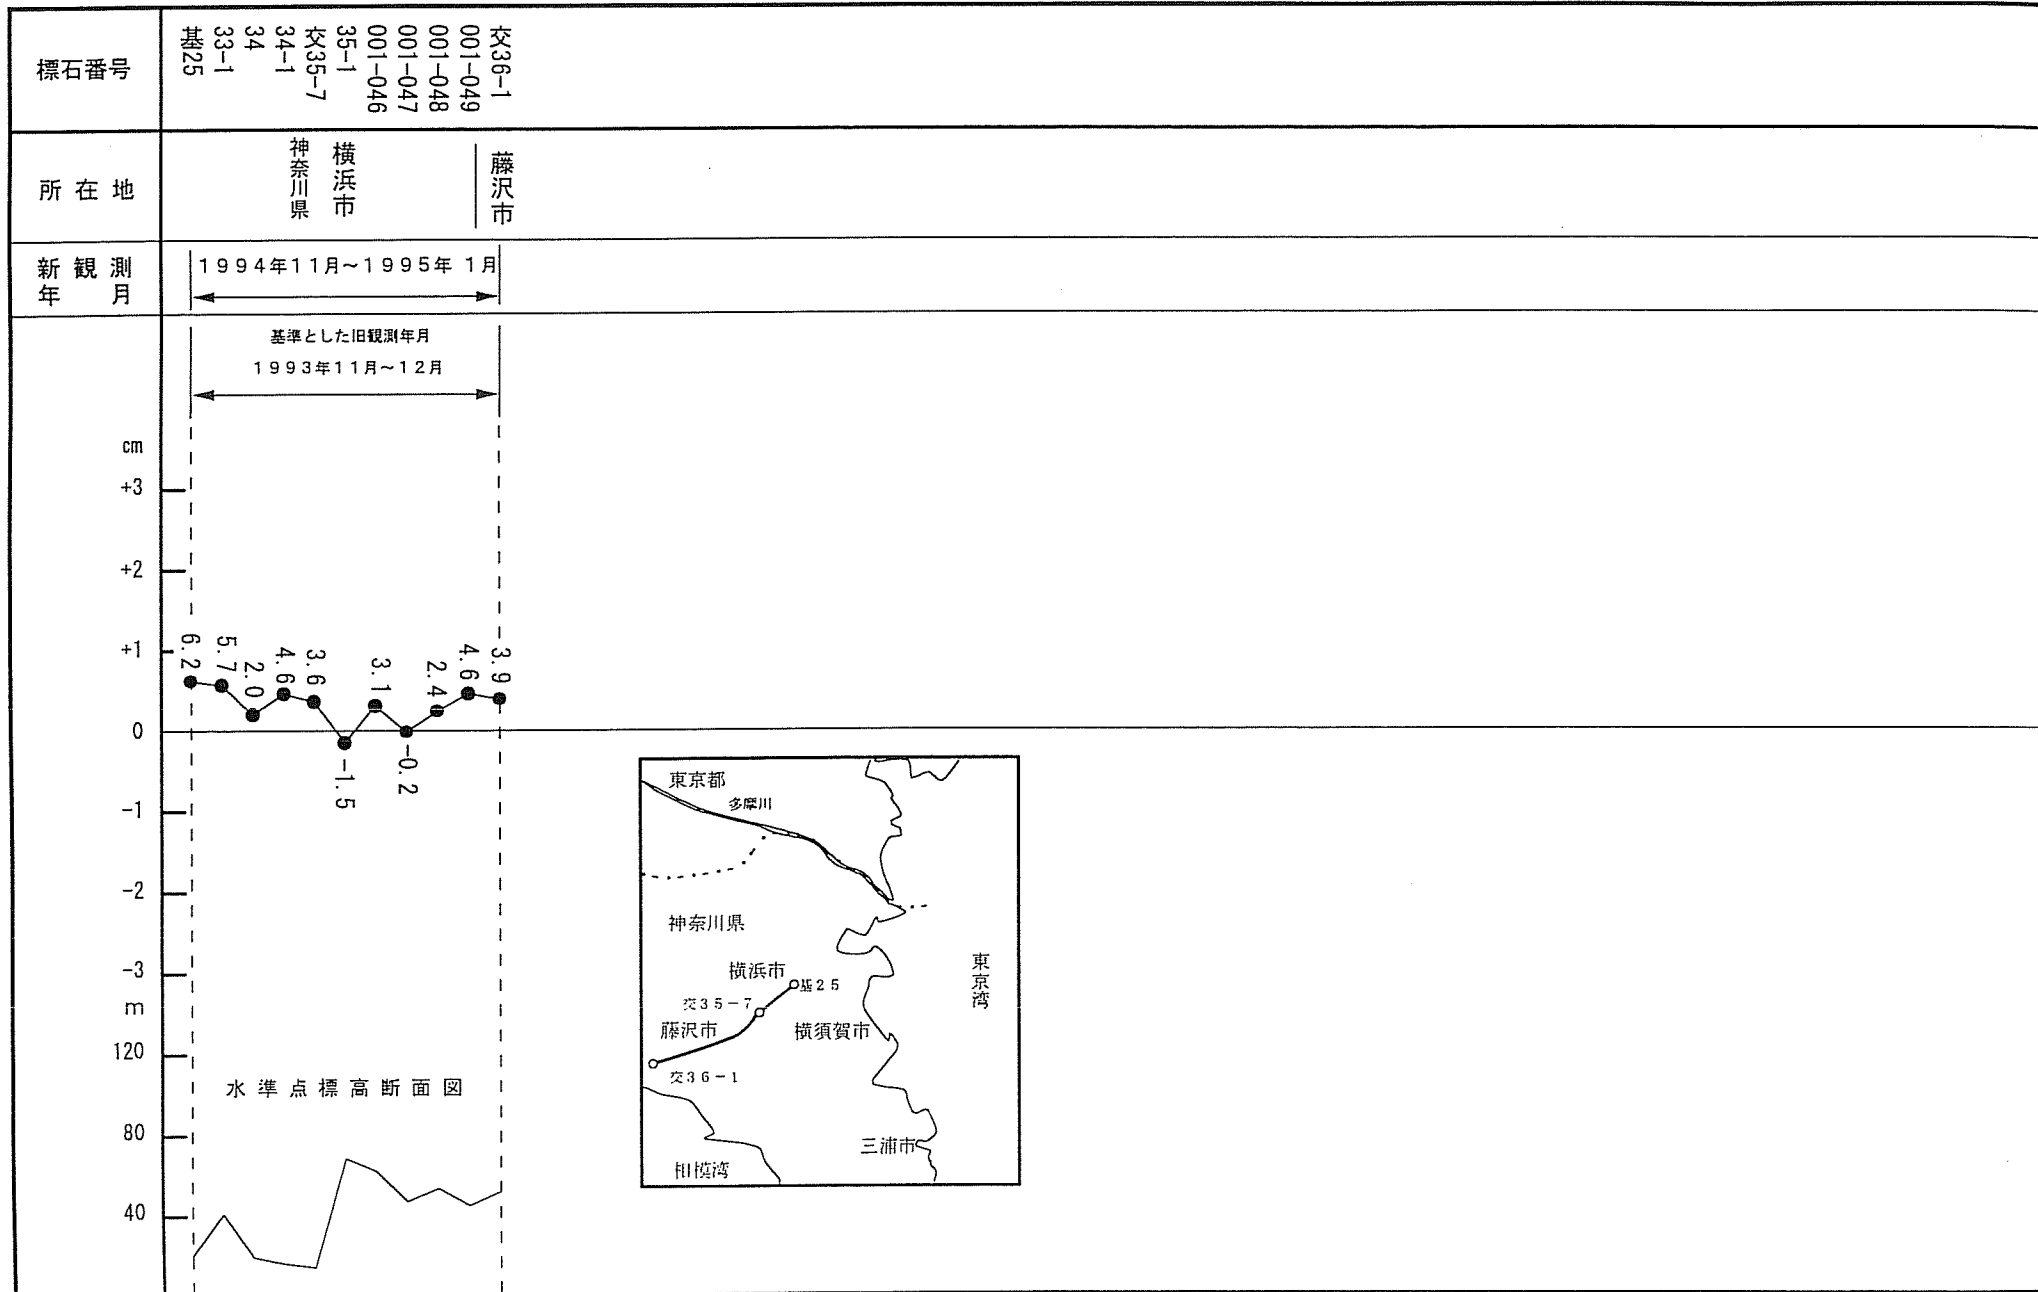 標石番号
基25
33-1
34
34-1
交35-7
35-1
001-046
001-047
001-048
001-049
交36-1
所在地
神奈川県
横浜市
藤沢市
新観測
年月
1994年11月～1995年 1月
基準とした旧観測年月
1993年11月～12月
cm
+3
+2
+1
0
-1
-2
-3
6.2
5.7
2.0
4.6
3.6
-1.5
3.1
-0.2
2.4
4.6
3.9
m
120
80
40
水準点標高断面図
東京都
多摩川
神奈川県
横浜市
基25
交35-7
藤沢市
横須賀市
交36-1
東京湾
三浦市
相模湾